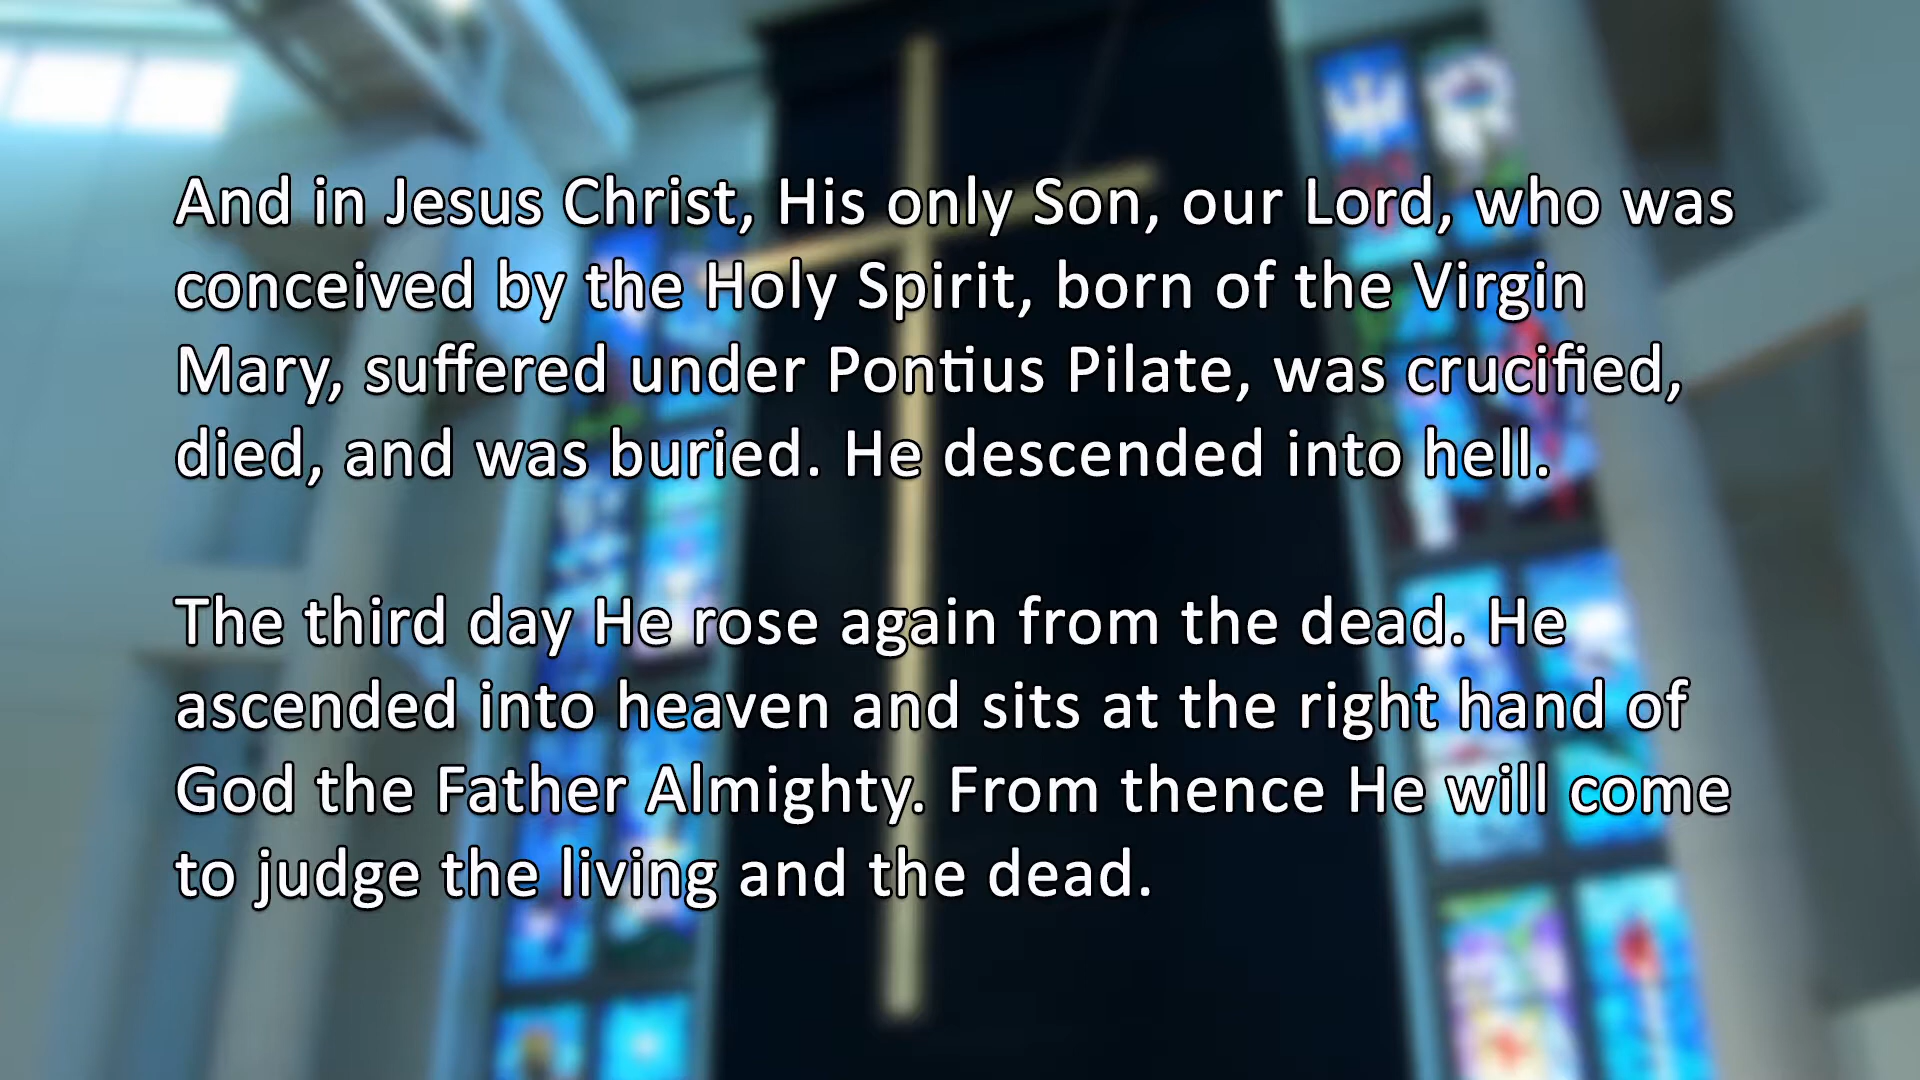 And in Jesus Christ, His only Son, our Lord, who was
conceived by the Holy Spirit, born of the Virgin
Mary, suffered under Pontius Pilate, was crucified,
died, and was buried. He descended into hell.
The third day He rose again from the dead. He
ascended into heaven and sits at the right hand of
God the Father Almighty. From thence He will come
to judge the living and the dead.